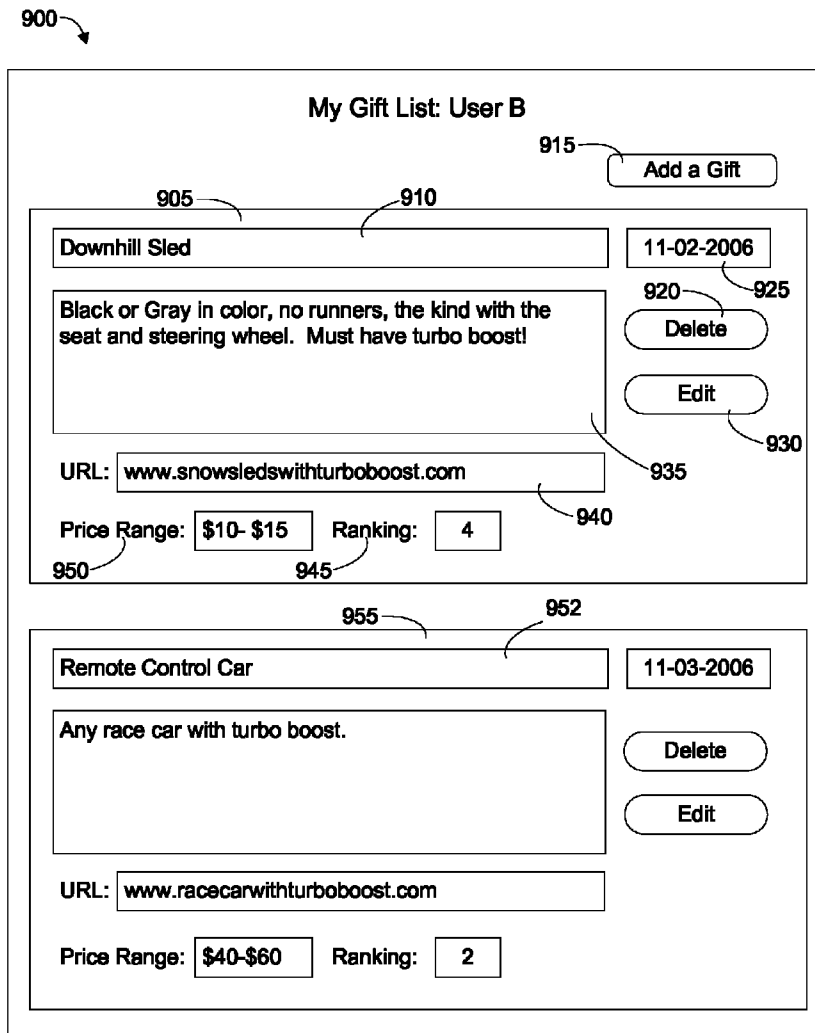 900
My Gift List: User B
915
Add a Gift
905
910
Downhill Sled
11-02-2006
920
925
Black or Gray in color, no runners, the kind with the
seat and steering wheel. Must have turbo boost!
Delete
Edit
930
935
URL: www.snowsledswithturboboost.com
940
Price Range: $10- $15 Ranking: 4
950
945
955
952
Remote Control Car
11-03-2006
Any race car with turbo boost.
Delete
Edit
URL: www.racecarwithturboboost.com
Price Range: $40-$60 Ranking: 2